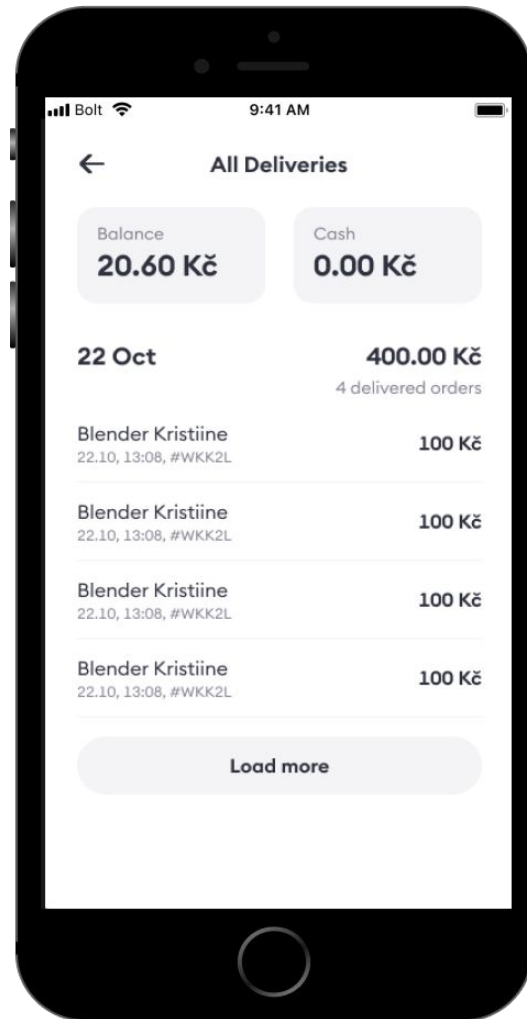 Bolt 9:41 AM
All Deliveries
Balance
20.60 Kč
Cash
0.00 Kč
22 Oct 400.00 Kč
4 delivered orders
Blender Kristiine 100 Kč
22.10, 13:08, #WKK2L
Blender Kristiine 100 Kč
22.10, 13:08, #WKK2L
Blender Kristiine 100 Kč
22.10, 13:08, #WKK2L
Blender Kristiine 100 Kč
22.10, 13:08, #WKK2L
Load more